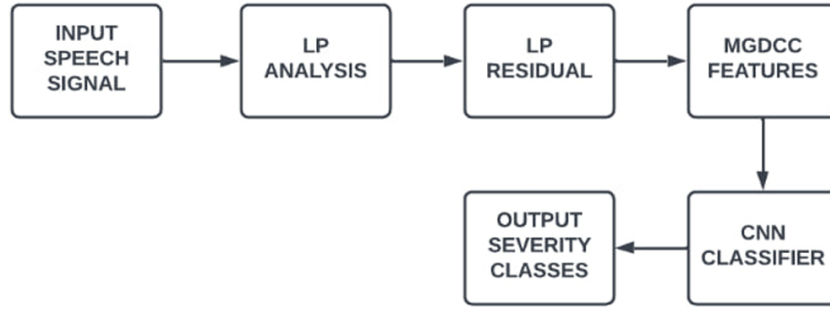 INPUT
SPEECH
SIGNAL
LP
ANALYSIS
LP
RESIDUAL
MGDCC
FEATURES
CNN
CLASSIFIER
OUTPUT
SEVERITY
CLASSES